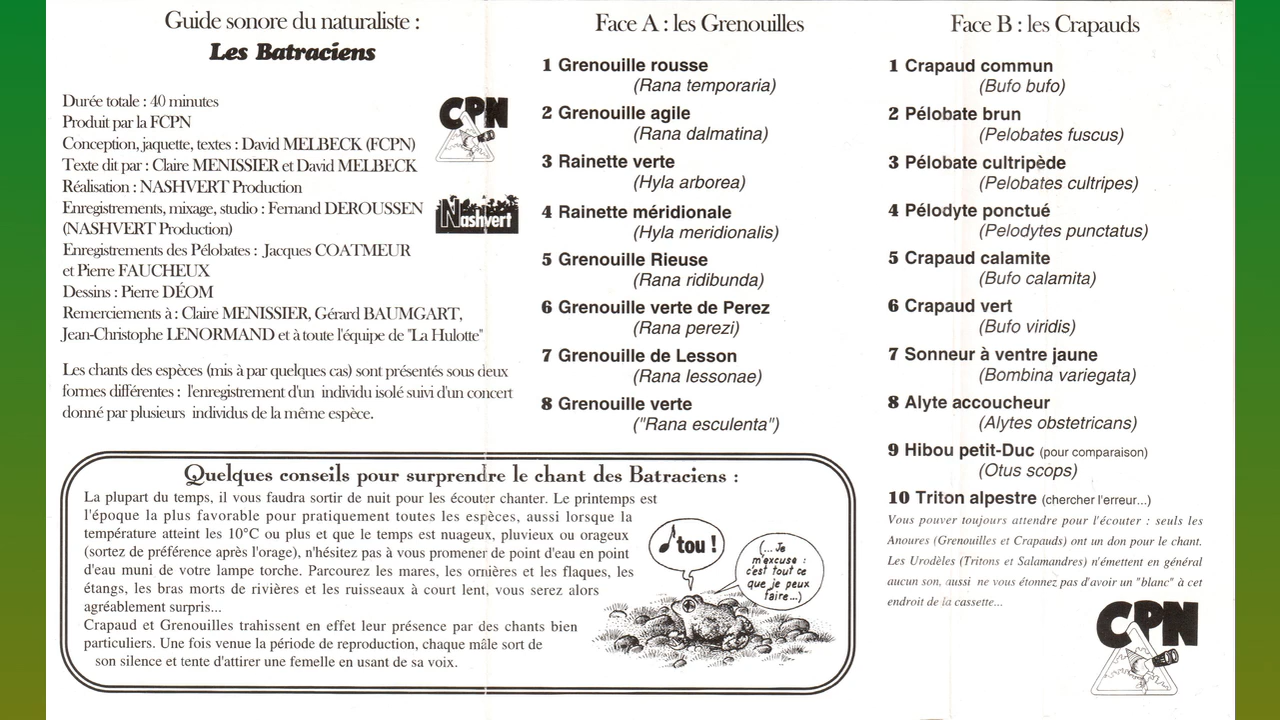 Guide sonore du naturaliste :
Les Batraciens
Durée totale : 40 minutes
Produit par la FCPN
Conception, jaquette, textes : David MELBECK (FCPN)
Texte dit par : Claire MENISSIER et David MELBECK
Réalisation : NASHVERT Production
Enregistrements, mixage, studio : Fernand DEROUSSEN
(NASHVERT Production)
Enregistrements des Pélobates : Jacques COATMEUR
et Pierre FAUCHEUX
Dessins : Pierre DÉOM
Remerciements à : Claire MENISSIER, Gérard BAUMGART,
Jean-Christophe LENORMAND et à toute l'équipe de "La Hulotte"
CPN
Nashvert
Les chants des espèces (mis à par quelques cas) sont présentés sous deux
formes différentes : l'enregistrement d'un individu isolé suivi d'un concert
donné par plusieurs individus de la même espèce.
Face A : les Grenouilles
1 Grenouille rousse
(Rana temporaria)
2 Grenouille agile
(Rana dalmatina)
3 Rainette verte
(Hyla arborea)
4 Rainette méridionale
(Hyla meridionalis)
5 Grenouille Rieuse
(Rana ridibunda)
6 Grenouille verte de Perez
(Rana perezi)
7 Grenouille de Lesson
(Rana lessonae)
8 Grenouille verte
("Rana esculenta")
Face B : les Crapauds
1 Crapaud commun
(Bufo bufo)
2 Pélobate brun
(Pelobates fuscus)
3 Pélobate cultripède
(Pelobates cultripes)
4 Pélodyte ponctué
(Pelodytes punctatus)
5 Crapaud calamite
(Bufo calamita)
6 Crapaud vert
(Bufo viridis)
7 Sonneur à ventre jaune
(Bombina variegata)
8 Alyte accoucheur
(Alytes obstetricans)
9 Hibou petit-Duc (pour comparaison)
(Otus scops)
10 Triton alpestre (chercher l'erreur...)
Vous pouver toujours attendre pour l'écouter : seuls les
Anoures (Grenouilles et Crapauds) ont un don pour le chant.
Les Urodèles (Tritons et Salamandres) n'émettent en général
aucun son, aussi ne vous étonnez pas d'avoir un "blanc" à cet
endroit de la cassette...
CPN
Quelques conseils pour surprendre le chant des Batraciens :
La plupart du temps, il vous faudra sortir de nuit pour les écouter chanter. Le printemps est
l'époque la plus favorable pour pratiquement toutes les espèces, aussi lorsque la
température atteint les 10°C ou plus et que le temps est nuageux, pluvieux ou orageux
(sortez de préférence après l'orage), n'hésitez pas à vous promener de point d'eau en point
d'eau muni de votre lampe torche. Parcourez les mares, les ornières et les flaques, les
étangs, les bras morts de rivières et les ruisseaux à court lent, vous serez alors
agréablement surpris...
Crapaud et Grenouilles trahissent en effet leur présence par des chants bien
particuliers. Une fois venue la période de reproduction, chaque mâle sort de
son silence et tente d'attirer une femelle en usant de sa voix.
♪ tou !
(... Je
m'excuse :
c'est tout ce
que je peux
faire...)